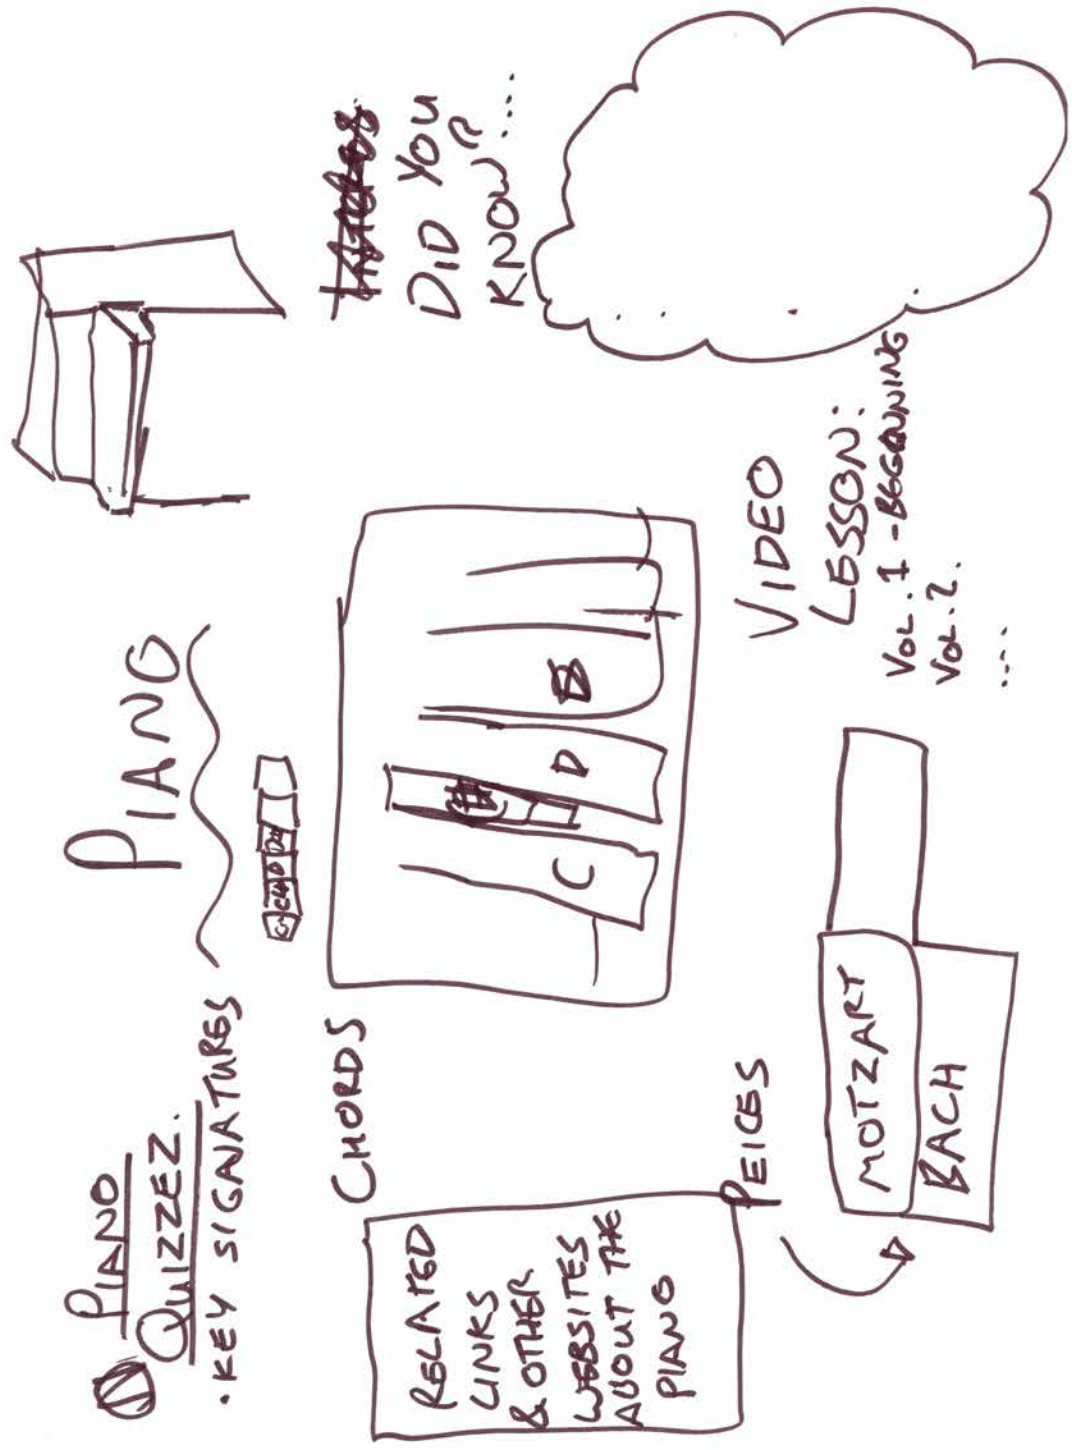 PIANO
QUIZZEZ.
• KEY SIGNATURES
PIANO
C C# D D#
CHORDS
C
D
DID YOU
KNOW?....
RELATED
LINKS
& OTHER
WEBSITES
ABOUT THE
PIANO
PEICES
MOTZART
BACH
VIDEO
LESSON:
VOL. 1 - BEGGNNING
VOL. 2.
....